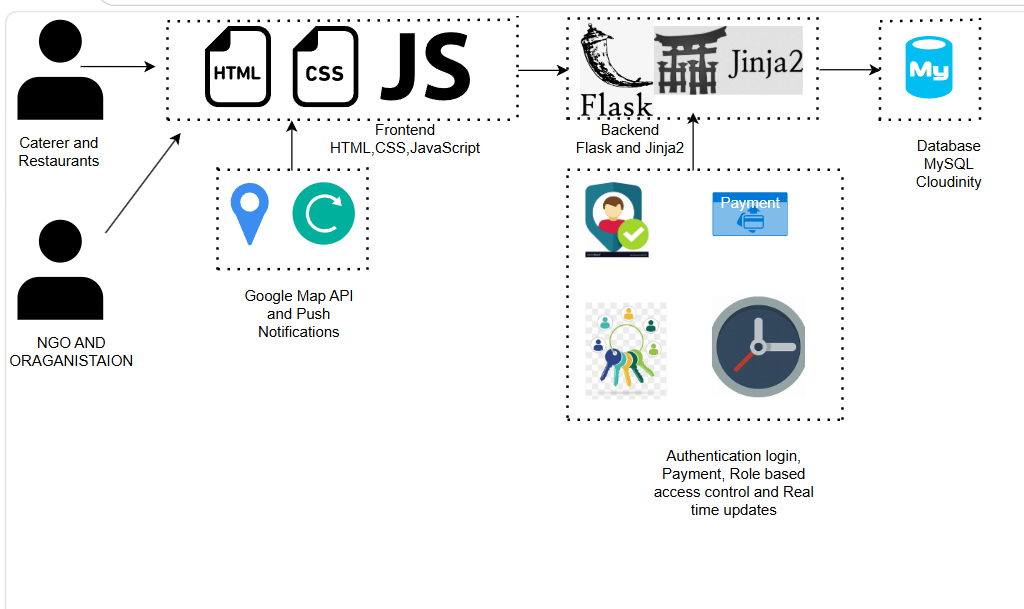 HTML
CSS
JS
Flask
Jinja2
My
Caterer and
Restaurants
Frontend
HTML,CSS,JavaScript
Backend
Flask and Jinja2
Database
MySQL
Cloudinity
Payment
Google Map API
and Push
Notifications
NGO AND
ORAGANISTAION
Authentication login,
Payment, Role based
access control and Real
time updates